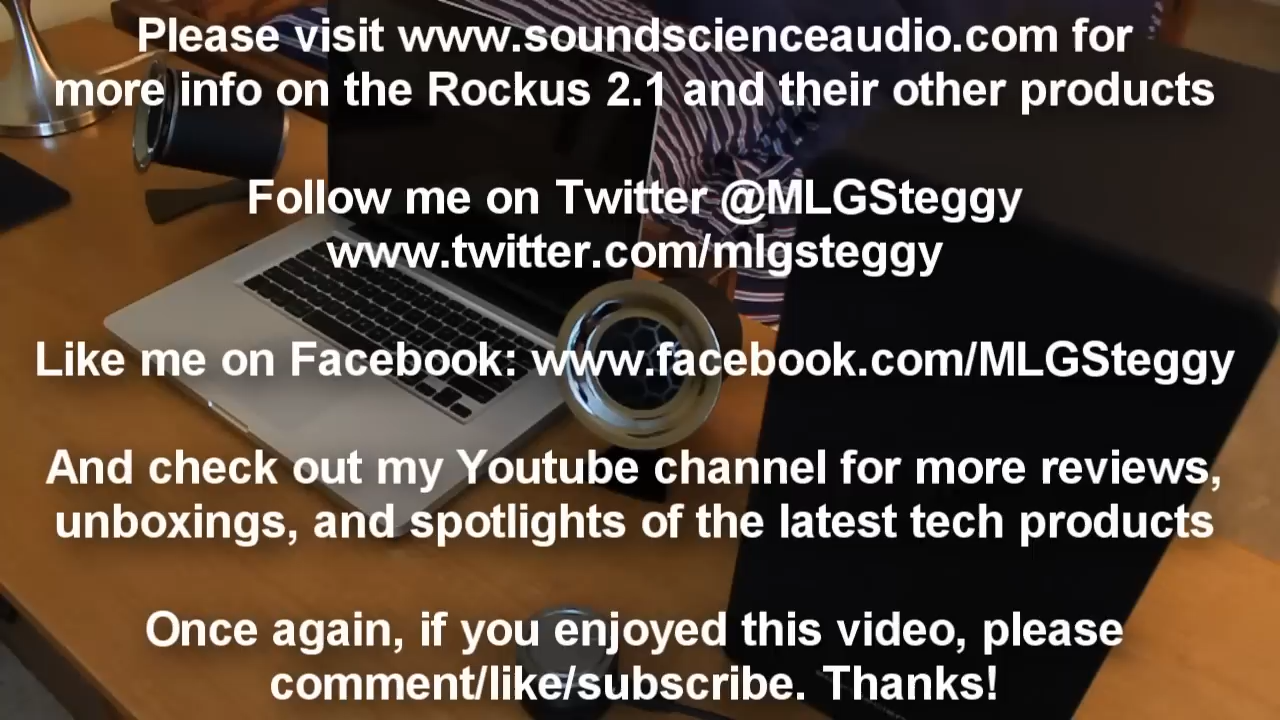 Please visit www.soundscienceaudio.com for
more info on the Rockus 2.1 and their other products
Follow me on Twitter @MLGSteggy
www.twitter.com/mlgsteggy
Like me on Facebook: www.facebook.com/MLGSteggy
And check out my Youtube channel for more reviews,
unboxings, and spotlights of the latest tech products
Once again, if you enjoyed this video, please
comment/like/subscribe. Thanks!